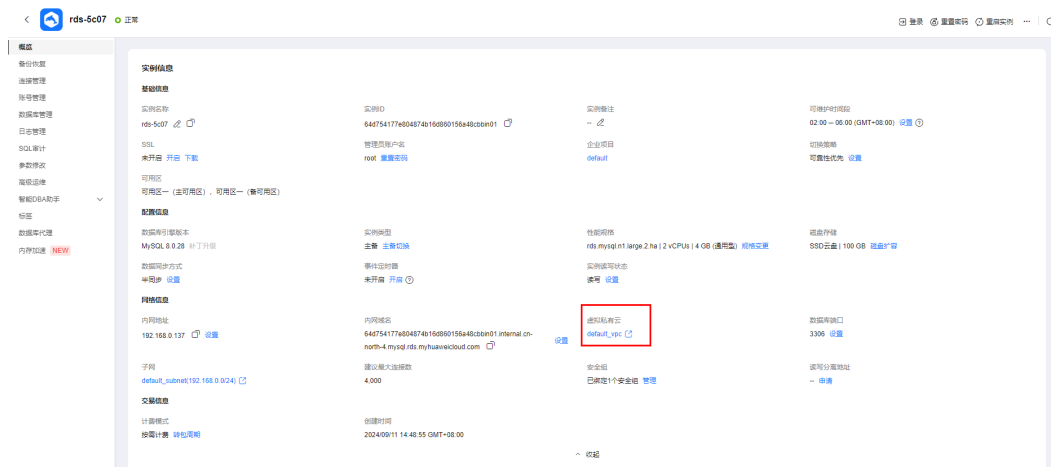 rds-5c07 正常
登录 重置密码 重启实例 ···
概览
备份恢复
连接管理
账号管理
数据库管理
日志管理
SQL审计
参数修改
高级运维
智能DBA助手
标签
数据库代理
内存加速 NEW
实例信息
基础信息
实例名称 实例ID 实例备注 可维护时间段
rds-5c07 64d754177e804874b16d860156a48cbbin01 -- 02:00 – 06:00 (GMT+08:00) 设置
SSL 管理员账户名 企业项目 切换策略
未开启 开启 下载 root 重置密码 default 可靠性优先 设置
可用区
可用区一（主可用区）, 可用区一（备可用区）
配置信息
数据库引擎版本 实例类型 性能规格 磁盘存储
MySQL 8.0.28 补丁升级 主备 主备切换 rds.mysql.n1.large.2.ha | 2 vCPUs | 4 GB (通用型) 规格变更 SSD云盘 | 100 GB 磁盘扩容
数据同步方式 事件定时器 实例读写状态
半同步 设置 未开启 开启 读写 设置
网络信息
内网地址 内网域名 虚拟私有云 数据库端口
192.168.0.137 设置 64d754177e804874b16d860156a48cbbin01.internal.cn-north-4.mysql.rds.myhuaweicloud.com 设置 default_vpc 3306 设置
子网 建议最大连接数 安全组 读写分离地址
default_subnet(192.168.0.0/24) 4,000 已绑定1个安全组 管理 -- 申请
交易信息
计费模式 创建时间
按需计费 转包周期 2024/09/11 14:48:55 GMT+08:00
收起